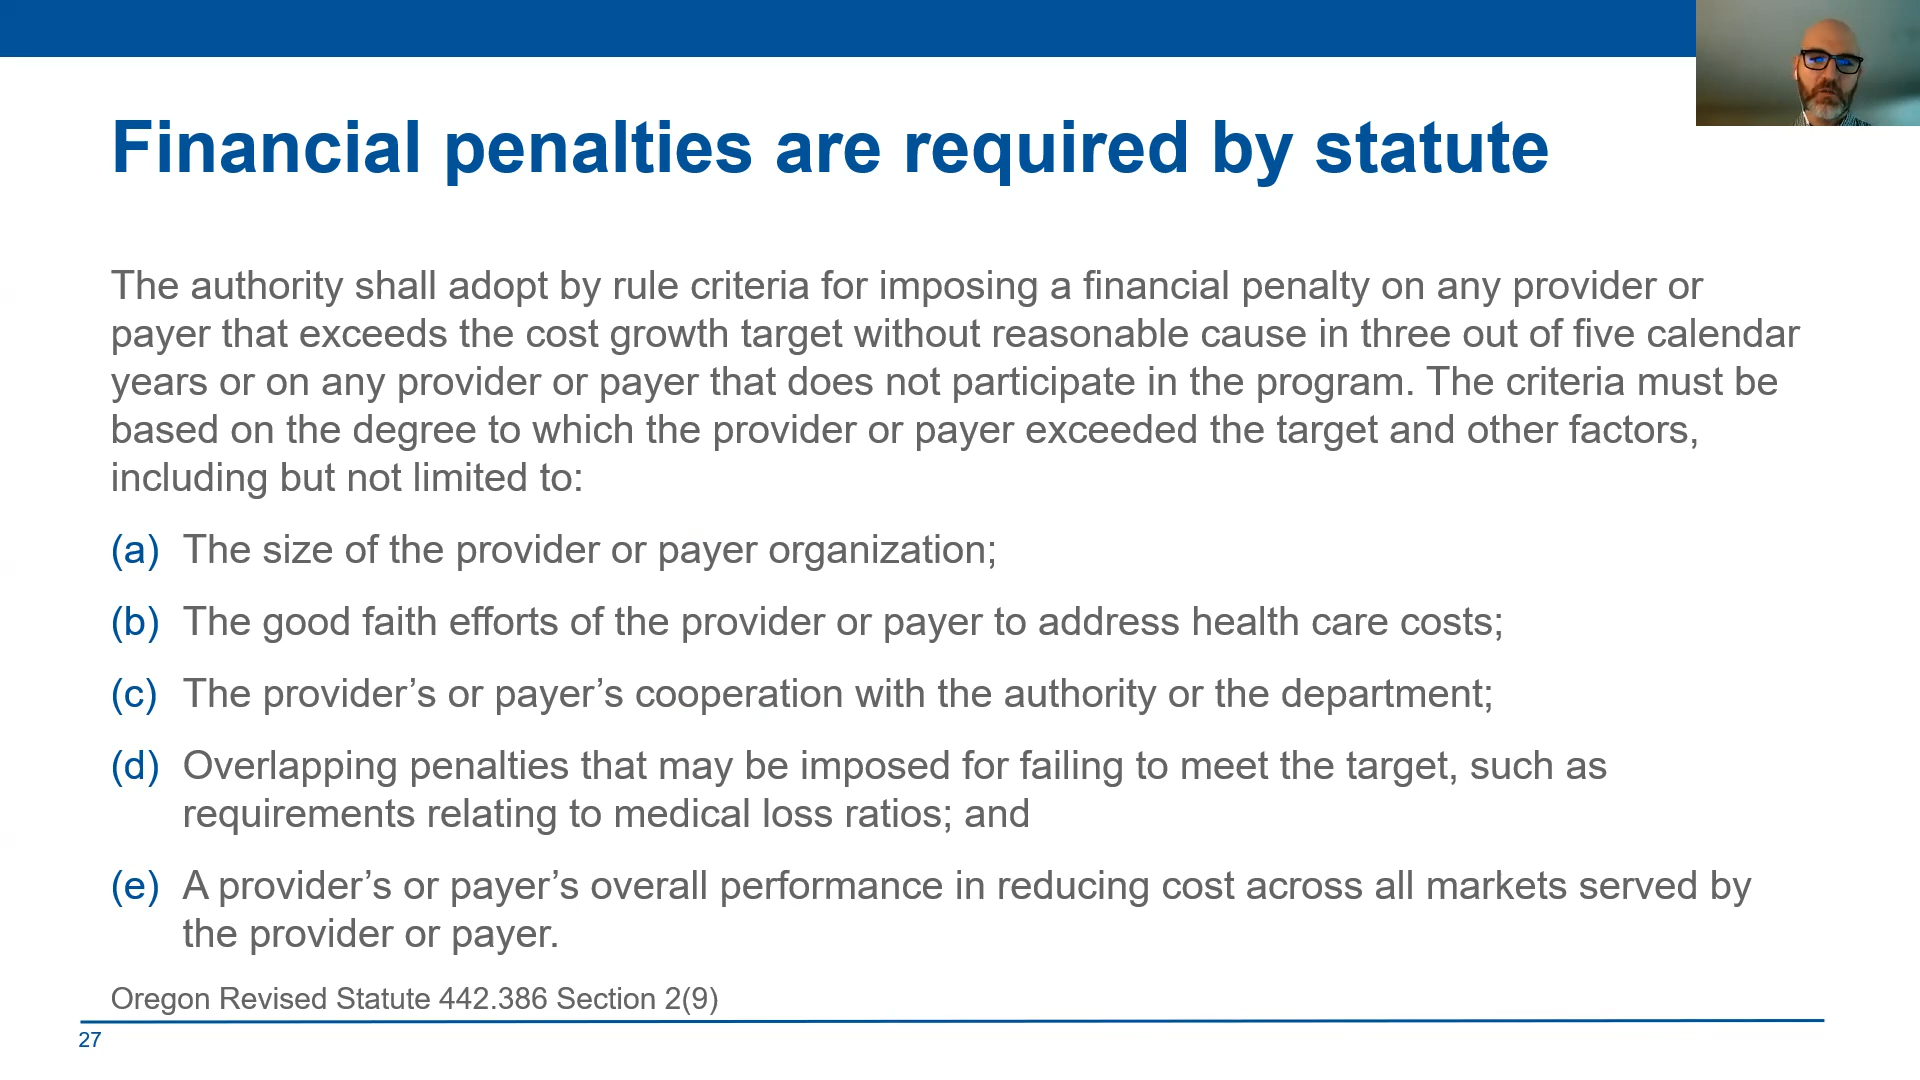 Financial penalties are required by statute
The authority shall adopt by rule criteria for imposing a financial penalty on any provider or
payer that exceeds the cost growth target without reasonable cause in three out of five calendar
years or on any provider or payer that does not participate in the program. The criteria must be
based on the degree to which the provider or payer exceeded the target and other factors,
including but not limited to:
(a) The size of the provider or payer organization;
(b) The good faith efforts of the provider or payer to address health care costs;
(c) The provider’s or payer’s cooperation with the authority or the department;
(d) Overlapping penalties that may be imposed for failing to meet the target, such as
requirements relating to medical loss ratios; and
(e) A provider’s or payer’s overall performance in reducing cost across all markets served by
the provider or payer.
Oregon Revised Statute 442.386 Section 2(9)
27